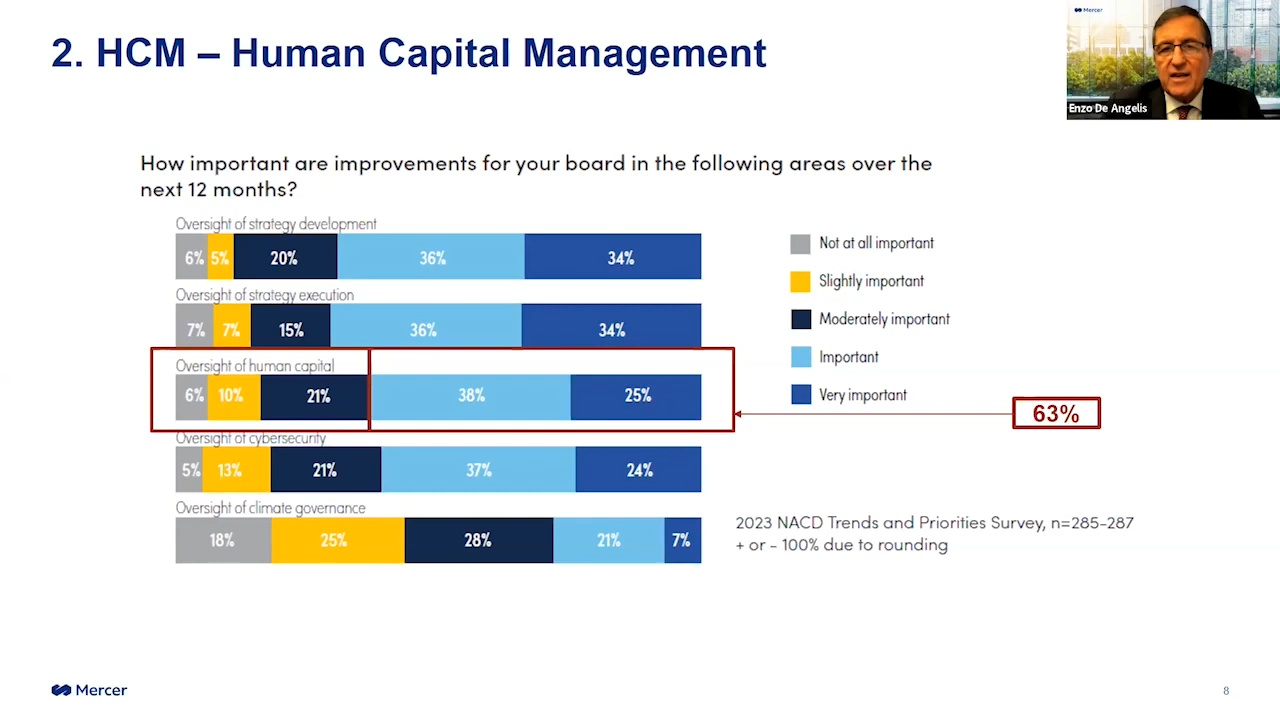 2. HCM – Human Capital Management
Mercer
Enzo De Angelis
How important are improvements for your board in the following areas over the
next 12 months?
Oversight of strategy development
6% 5% 20% 36% 34%
Oversight of strategy execution
7% 7% 15% 36% 34%
Oversight of human capital
6% 10% 21% 38% 25%
Oversight of cybersecurity
5% 13% 21% 37% 24%
Oversight of climate governance
18% 25% 28% 21% 7%
Not at all important
Slightly important
Moderately important
Important
Very important
63%
2023 NACD Trends and Priorities Survey, n=285-287
+ or - 100% due to rounding
Mercer
8